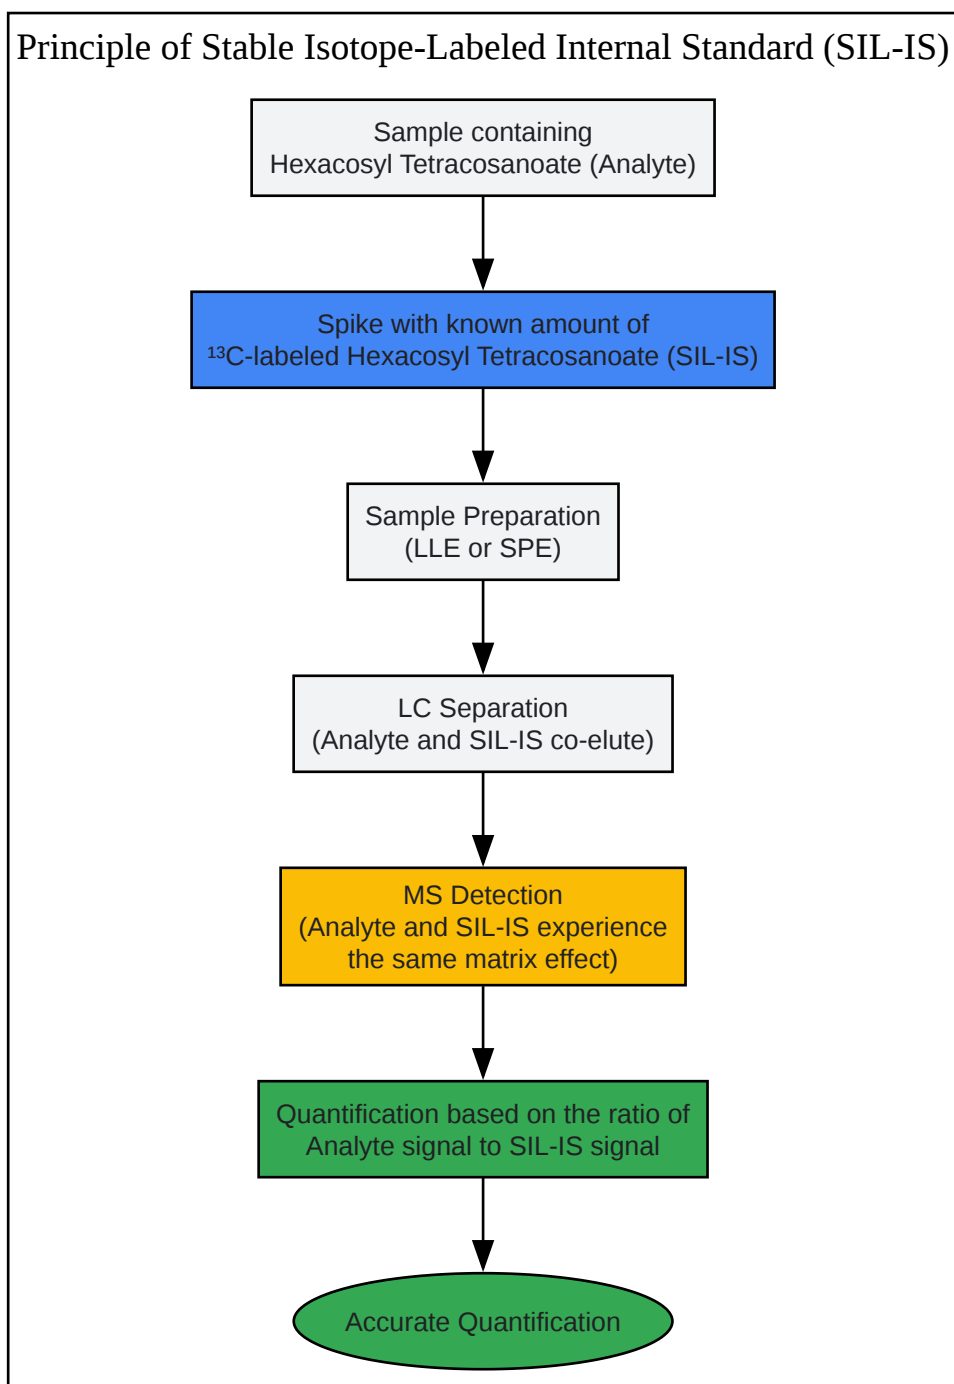 Principle of Stable Isotope-Labeled Internal Standard (SIL-IS)
Sample containing
Hexacosyl Tetracosanoate (Analyte)
Spike with known amount of
¹³C-labeled Hexacosyl Tetracosanoate (SIL-IS)
Sample Preparation
(LLE or SPE)
LC Separation
(Analyte and SIL-IS co-elute)
MS Detection
(Analyte and SIL-IS experience
the same matrix effect)
Quantification based on the ratio of
Analyte signal to SIL-IS signal
Accurate Quantification